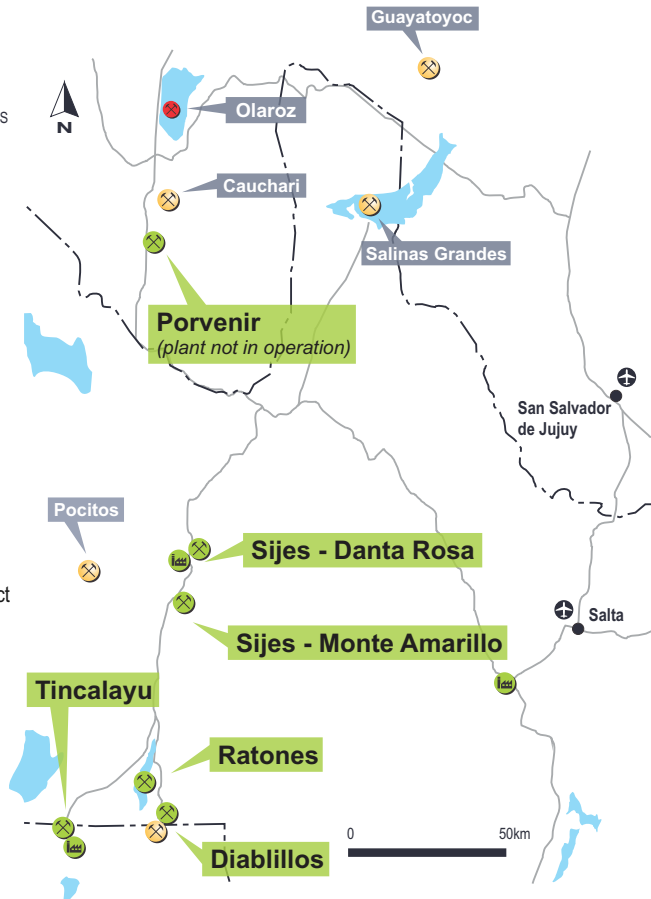 Guayatoyoc
s
N
Olaroz
Cauchari
Salinas Grandes
Porvenir
(plant not in operation)
San Salvador
de Jujuy
Pocitos
Sijes - Danta Rosa
ct
Salta
Sijes - Monte Amarillo
Tincalayu
Ratones
0 50km
Diablillos